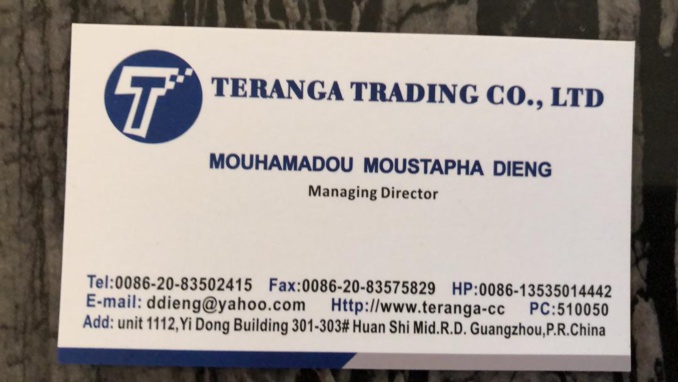 T
TERANGA TRADING CO., LTD
MOUHAMADOU MOUSTAPHA DIENG
Managing Director
Tel:0086-20-83502415 Fax:0086-20-83575829 HP:0086-13535014442
E-mail: ddieng@yahoo.com Http://www.teranga-cc PC:510050
Add: unit 1112,Yi Dong Building 301-303# Huan Shi Mid.R.D. Guangzhou,P.R.China